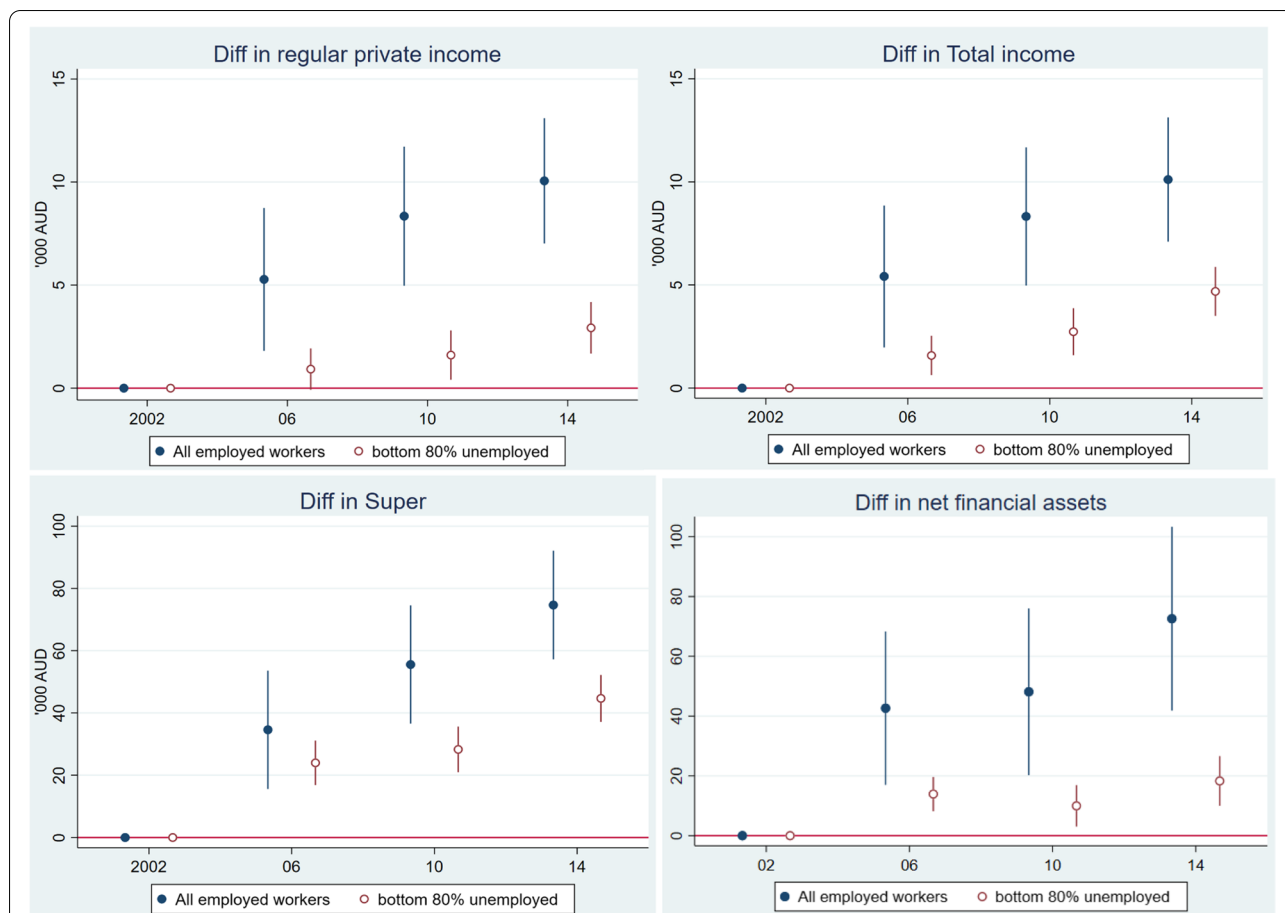 Diff in regular private income
15
10
5
0
'000 AUD
2002 06 10 14
All employed workers bottom 80% unemployed
Diff in Total income
15
10
5
0
'000 AUD
2002 06 10 14
All employed workers bottom 80% unemployed
Diff in Super
100
80
60
40
20
0
'000 AUD
2002 06 10 14
All employed workers bottom 80% unemployed
Diff in net financial assets
100
80
60
40
20
0
02 06 10 14
All employed workers bottom 80% unemployed